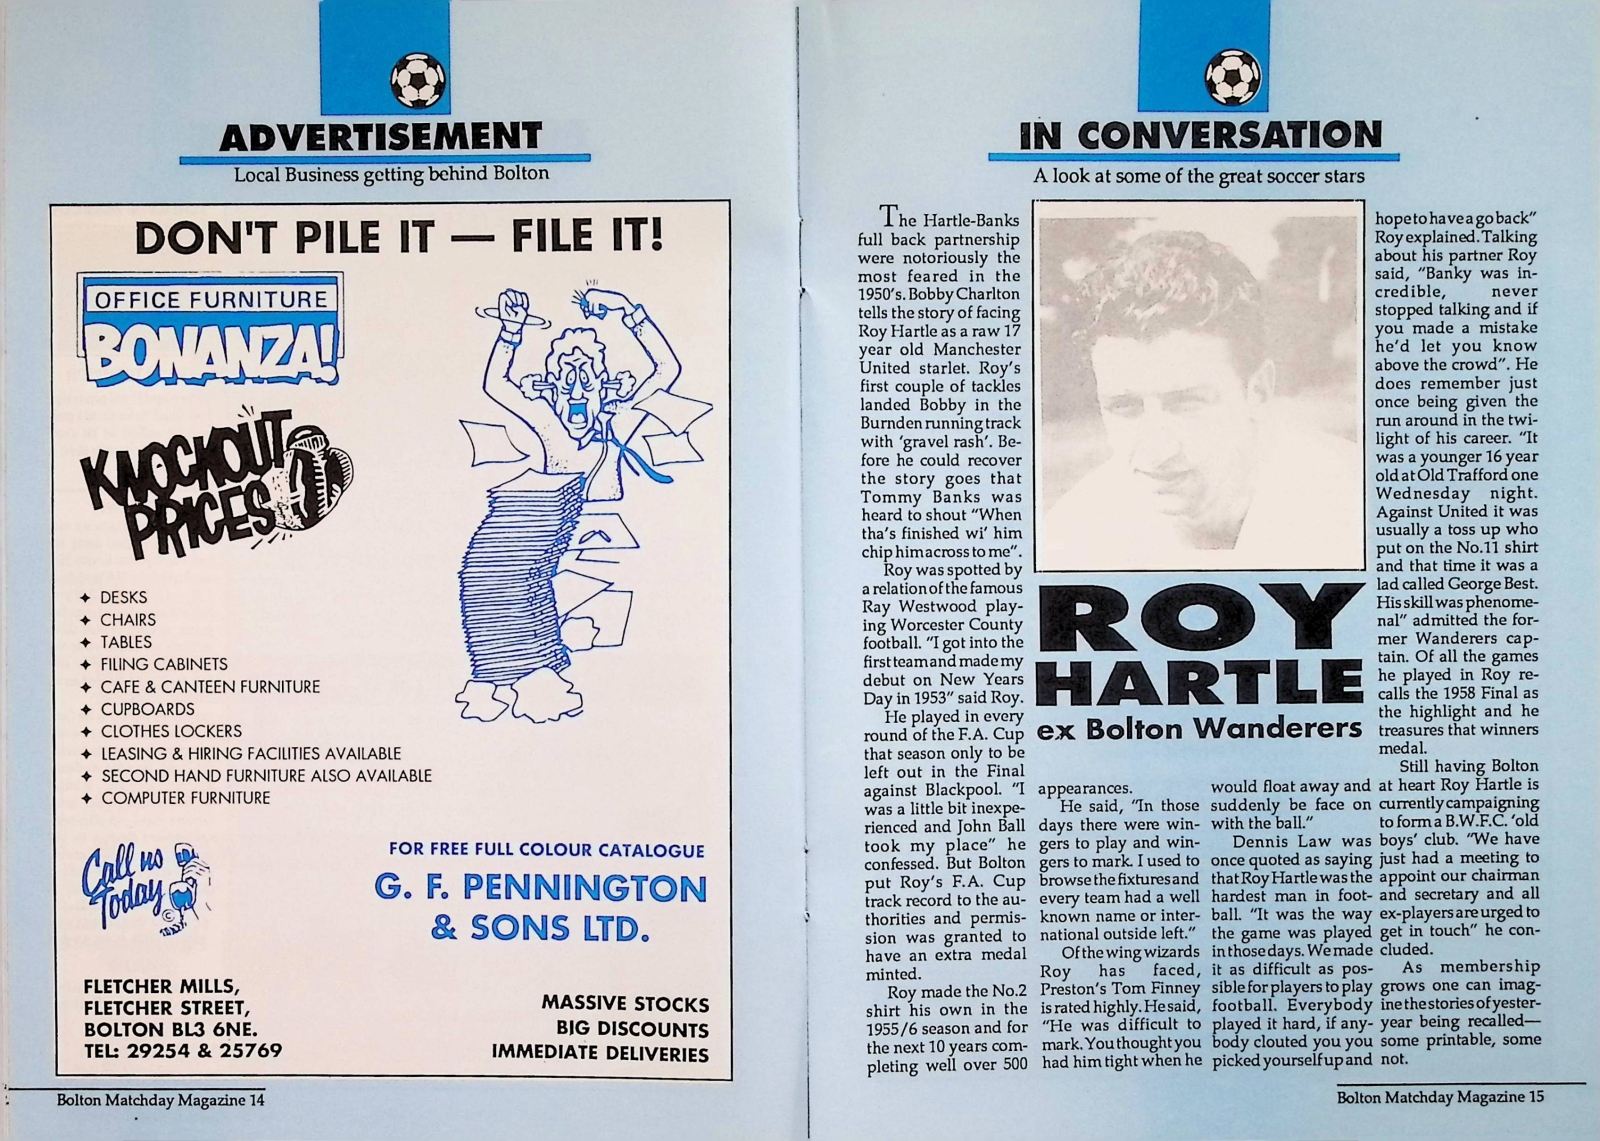 ADVERTISEMENT
Local Business getting behind Bolton
DON'T PILE IT — FILE IT!
OFFICE FURNITURE
BONANZA!
KNOCKOUT
PRICES
✦ DESKS
✦ CHAIRS
✦ TABLES
✦ FILING CABINETS
✦ CAFE & CANTEEN FURNITURE
✦ CUPBOARDS
✦ CLOTHES LOCKERS
✦ LEASING & HIRING FACILITIES AVAILABLE
✦ SECOND HAND FURNITURE ALSO AVAILABLE
✦ COMPUTER FURNITURE
Call us
Today
©
FOR FREE FULL COLOUR CATALOGUE
G. F. PENNINGTON
& SONS LTD.
FLETCHER MILLS,
FLETCHER STREET,
BOLTON BL3 6NE.
TEL: 29254 & 25769
MASSIVE STOCKS
BIG DISCOUNTS
IMMEDIATE DELIVERIES
Bolton Matchday Magazine 14
IN CONVERSATION
A look at some of the great soccer stars
The Hartle-Banks
full back partnership
were notoriously the
most feared in the
1950's. Bobby Charlton
tells the story of facing
Roy Hartle as a raw 17
year old Manchester
United starlet. Roy's
first couple of tackles
landed Bobby in the
Burnden running track
with 'gravel rash'. Be-
fore he could recover
the story goes that
Tommy Banks was
heard to shout "When
tha's finished wi' him
chip him across to me".
Roy was spotted by
a relation of the famous
Ray Westwood play-
ing Worcester County
football. "I got into the
first team and made my
debut on New Years
Day in 1953" said Roy.
He played in every
round of the F.A. Cup
that season only to be
left out in the Final
against Blackpool. "I
was a little bit inexpe-
rienced and John Ball
took my place" he
confessed. But Bolton
put Roy's F.A. Cup
track record to the au-
thorities and permis-
sion was granted to
have an extra medal
minted.
Roy made the No.2
shirt his own in the
1955/6 season and for
the next 10 years com-
pleting well over 500
ROY
HARTLE
ex Bolton Wanderers
appearances.
He said, "In those
days there were win-
gers to play and win-
gers to mark. I used to
browse the fixtures and
every team had a well
known name or inter-
national outside left."
Of the wing wizards
Roy has faced,
Preston's Tom Finney
is rated highly. He said,
"He was difficult to
mark. You thought you
had him tight when he
would float away and
suddenly be face on
with the ball."
Dennis Law was
once quoted as saying
that Roy Hartle was the
hardest man in foot-
ball. "It was the way
the game was played
in those days. We made
it as difficult as pos-
sible for players to play
football. Everybody
played it hard, if any-
body clouted you you
picked yourself up and
hope to have a go back"
Roy explained. Talking
about his partner Roy
said, "Banky was in-
credible, never
stopped talking and if
you made a mistake
he'd let you know
above the crowd". He
does remember just
once being given the
run around in the twi-
light of his career. "It
was a younger 16 year
old at Old Trafford one
Wednesday night.
Against United it was
usually a toss up who
put on the No.11 shirt
and that time it was a
lad called George Best.
His skill was phenome-
nal" admitted the for-
mer Wanderers cap-
tain. Of all the games
he played in Roy re-
calls the 1958 Final as
the highlight and he
treasures that winners
medal.
Still having Bolton
at heart Roy Hartle is
currently campaigning
to form a B.W.F.C. 'old
boys' club. "We have
just had a meeting to
appoint our chairman
and secretary and all
ex-players are urged to
get in touch" he con-
cluded.
As membership
grows one can imag-
ine the stories of yester-
year being recalled—
some printable, some
not.
Bolton Matchday Magazine 15